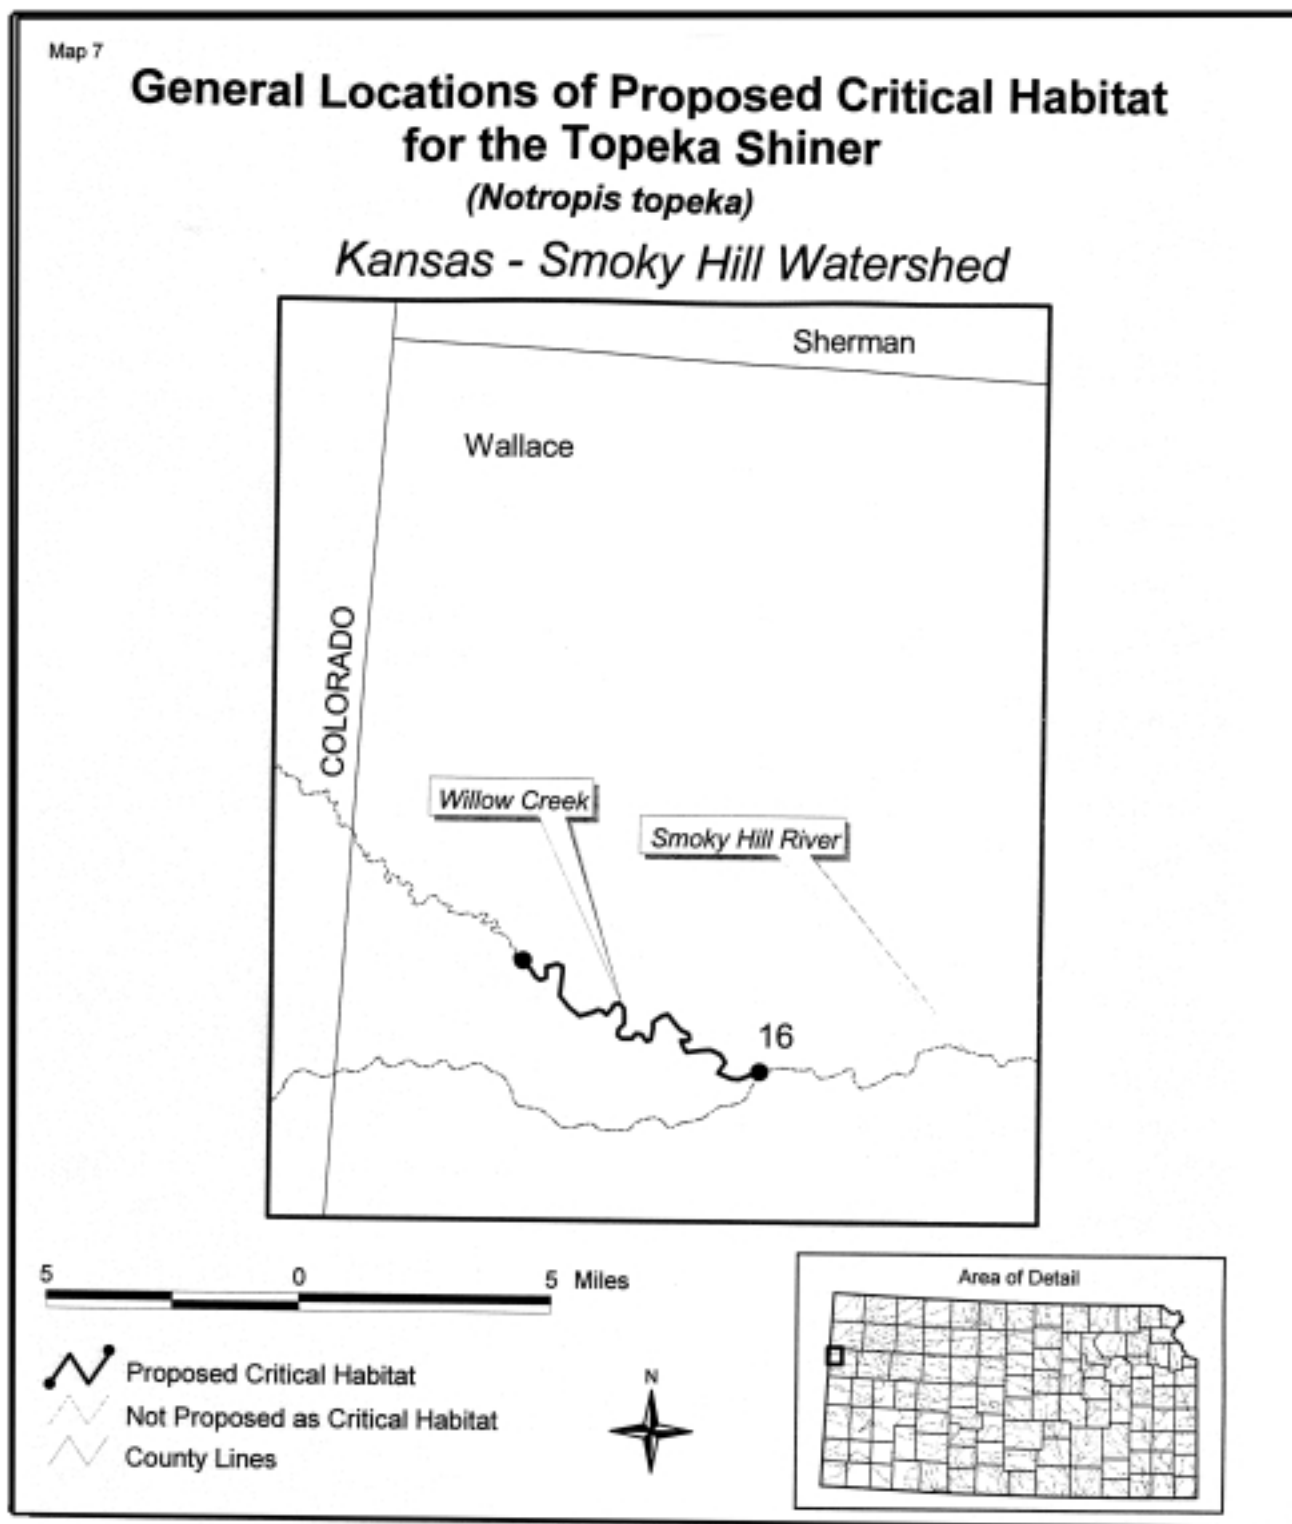 Map 7
General Locations of Proposed Critical Habitat
for the Topeka Shiner
(Notropis topeka)
Kansas - Smoky Hill Watershed
Sherman
Wallace
COLORADO
Willow Creek
Smoky Hill River
16
5 0 5 Miles
Proposed Critical Habitat
Not Proposed as Critical Habitat
County Lines
N
Area of Detail